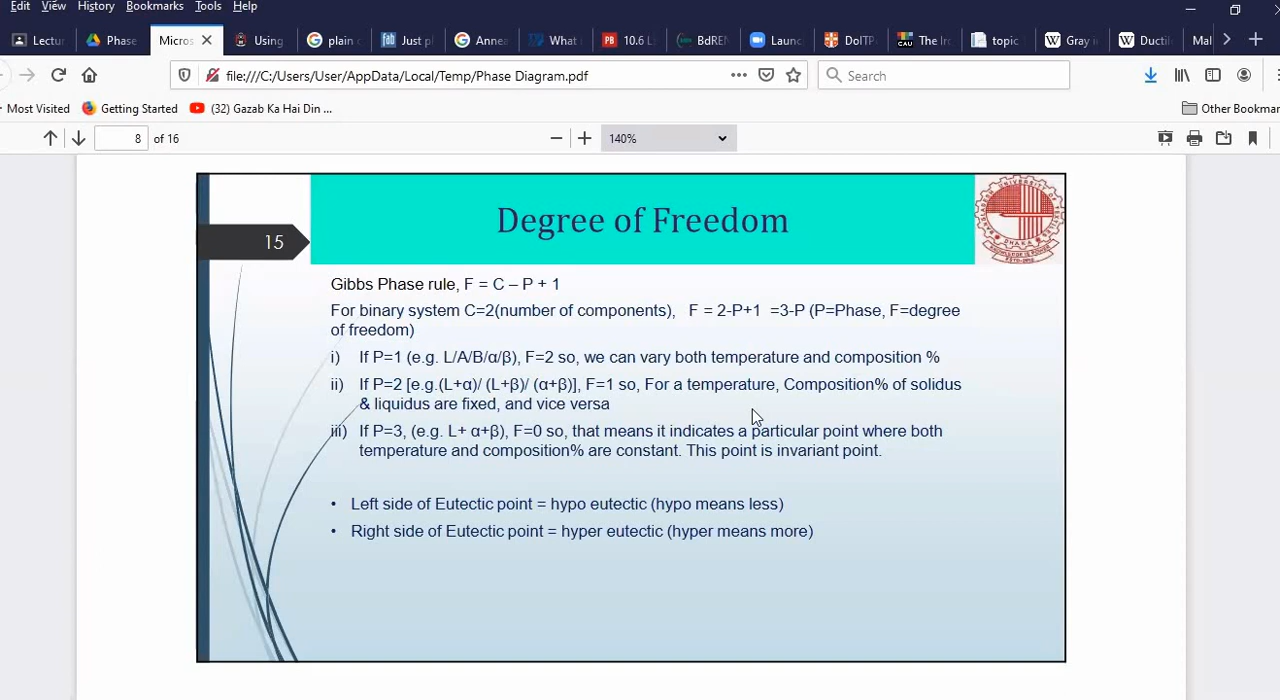 Edit View History Bookmarks Tools Help
Lectu Phase Micros Using plain c Just pl Annea What i 10.6 L BdREN Launc DoITP The Iro topic Gray i Ductil Mal
file:///C:/Users/User/AppData/Local/Temp/Phase Diagram.pdf Search
Most Visited Getting Started (32) Gazab Ka Hai Din ... Other Bookmar
8 of 16 140%
15 Degree of Freedom
Gibbs Phase rule, F = C – P + 1
For binary system C=2(number of components), F = 2-P+1 =3-P (P=Phase, F=degree
of freedom)
i) If P=1 (e.g. L/A/B/α/β), F=2 so, we can vary both temperature and composition %
ii) If P=2 [e.g.(L+α)/ (L+β)/ (α+β)], F=1 so, For a temperature, Composition% of solidus
& liquidus are fixed, and vice versa
iii) If P=3, (e.g. L+ α+β), F=0 so, that means it indicates a particular point where both
temperature and composition% are constant. This point is invariant point.
• Left side of Eutectic point = hypo eutectic (hypo means less)
• Right side of Eutectic point = hyper eutectic (hyper means more)